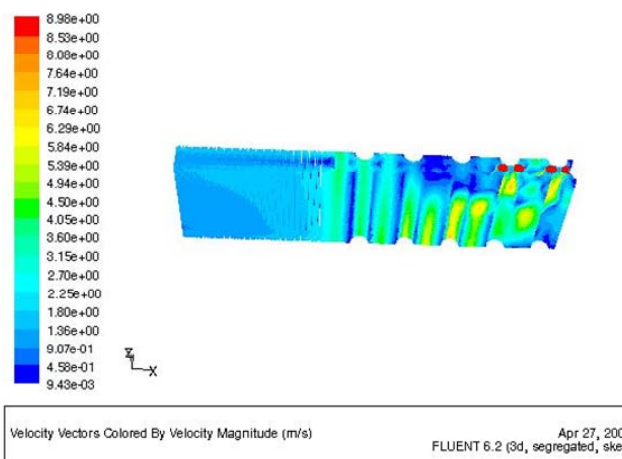 8.98e+00
8.53e+00
8.08e+00
7.64e+00
7.19e+00
6.74e+00
6.29e+00
5.84e+00
5.39e+00
4.94e+00
4.50e+00
4.05e+00
3.60e+00
3.15e+00
2.70e+00
2.25e+00
1.80e+00
1.36e+00
9.07e-01
4.58e-01
9.43e-03
Z
X
Velocity Vectors Colored By Velocity Magnitude (m/s)
Apr 27, 200
FLUENT 6.2 (3d, segregated, ske